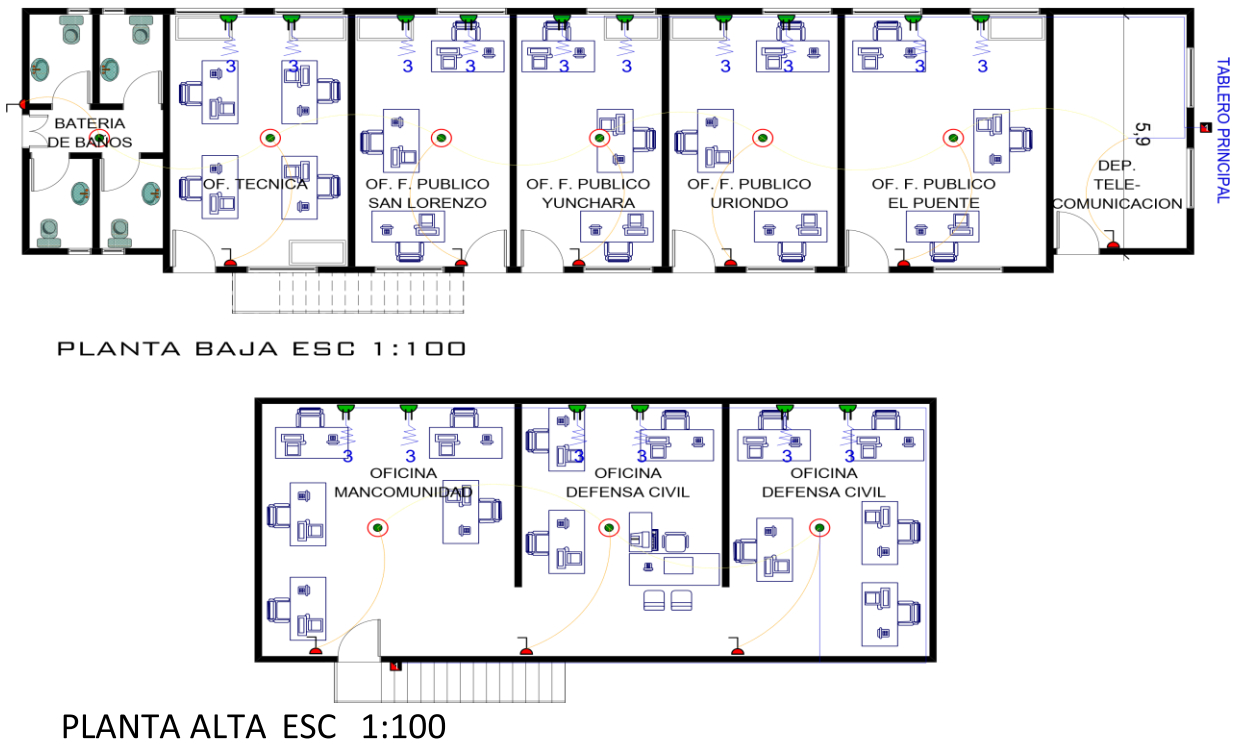 3 3 3 3 3 3 3 3 3 3
TABLERO PRINCIPAL
BATERIA
DE BAÑOS
5,9
OF. TECNICA
OF. F. PUBLICO
SAN LORENZO
OF. F. PUBLICO
YUNCHARA
OF. F. PUBLICO
URIONDO
OF. F. PUBLICO
EL PUENTE
DEP.
TELE-
COMUNICACION
PLANTA BAJA ESC 1:100
3 3 3 3 3 3
OFICINA
MANCOMUNIDAD
OFICINA
DEFENSA CIVIL
OFICINA
DEFENSA CIVIL
PLANTA ALTA ESC 1:100